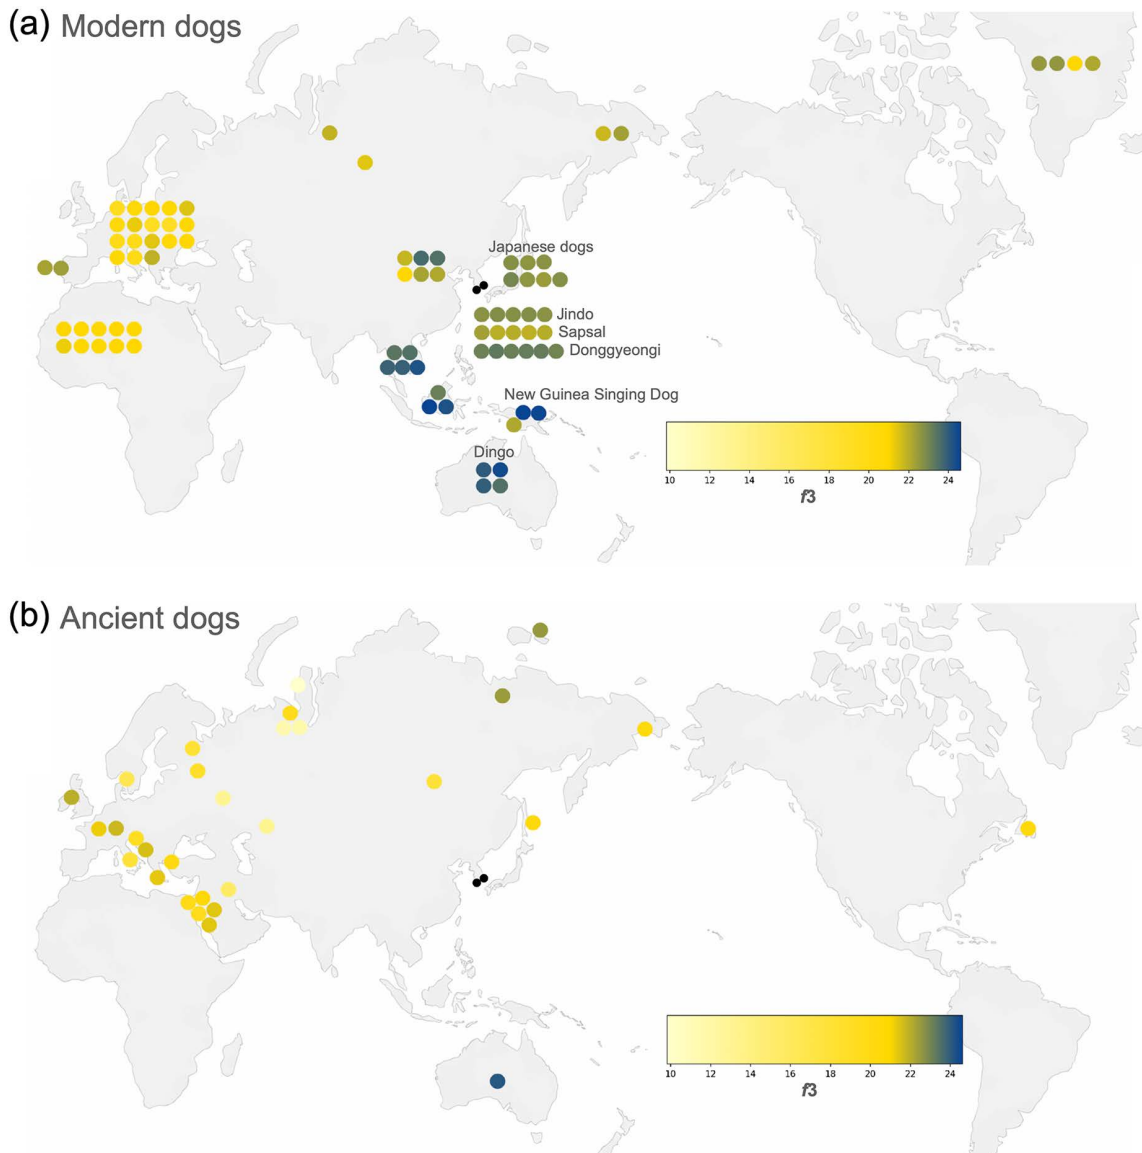 (a) Modern dogs
Japanese dogs
Jindo
Sapsal
Donggyeongi
New Guinea Singing Dog
Dingo
10 12 14 16 18 20 22 24
f3
(b) Ancient dogs
10 12 14 16 18 20 22 24
f3